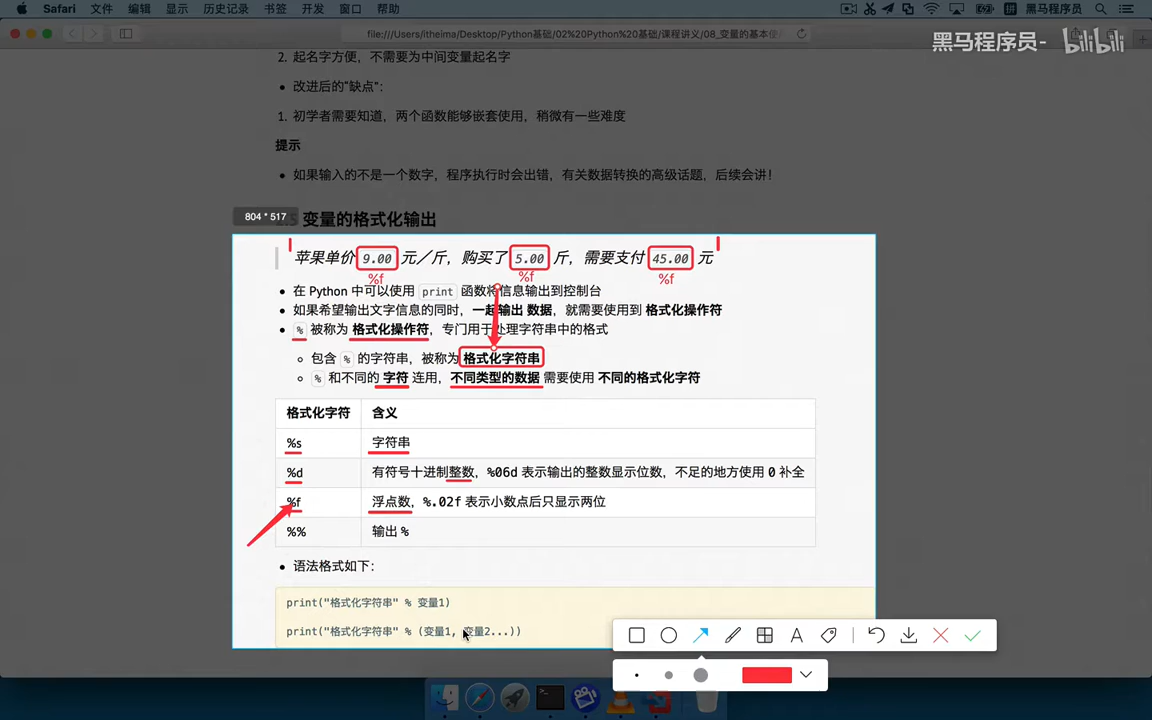 Safari 文件 编辑 显示 历史记录 书签 开发 窗口 帮助 黑马程序员
file:///Users/itheima/Desktop/Python基础/02%20Python%20基础/课程讲义/08_变量的基本使
黑马程序员- bilibili
2. 起名字方便，不需要为中间变量起名字
• 改进后的"缺点"：
1. 初学者需要知道，两个函数能够嵌套使用，稍微有一些难度
提示
• 如果输入的不是一个数字，程序执行时会出错，有关数据转换的高级话题，后续会讲！
804 * 517
变量的格式化输出
苹果单价 9.00 元／斤，购买了 5.00 斤，需要支付 45.00 元
%f %f %f
• 在 Python 中可以使用 print 函数将信息输出到控制台
• 如果希望输出文字信息的同时，一起输出 数据，就需要使用到 格式化操作符
• % 被称为 格式化操作符，专门用于处理字符串中的格式
包含 % 的字符串，被称为 格式化字符串
% 和不同的 字符 连用，不同类型的数据 需要使用 不同的格式化字符
格式化字符 含义
%s 字符串
%d 有符号十进制整数，%06d 表示输出的整数显示位数，不足的地方使用 0 补全
%f 浮点数，%.02f 表示小数点后只显示两位
%% 输出 %
• 语法格式如下：
print("格式化字符串" % 变量1)
print("格式化字符串" % (变量1, 变量2...))
A